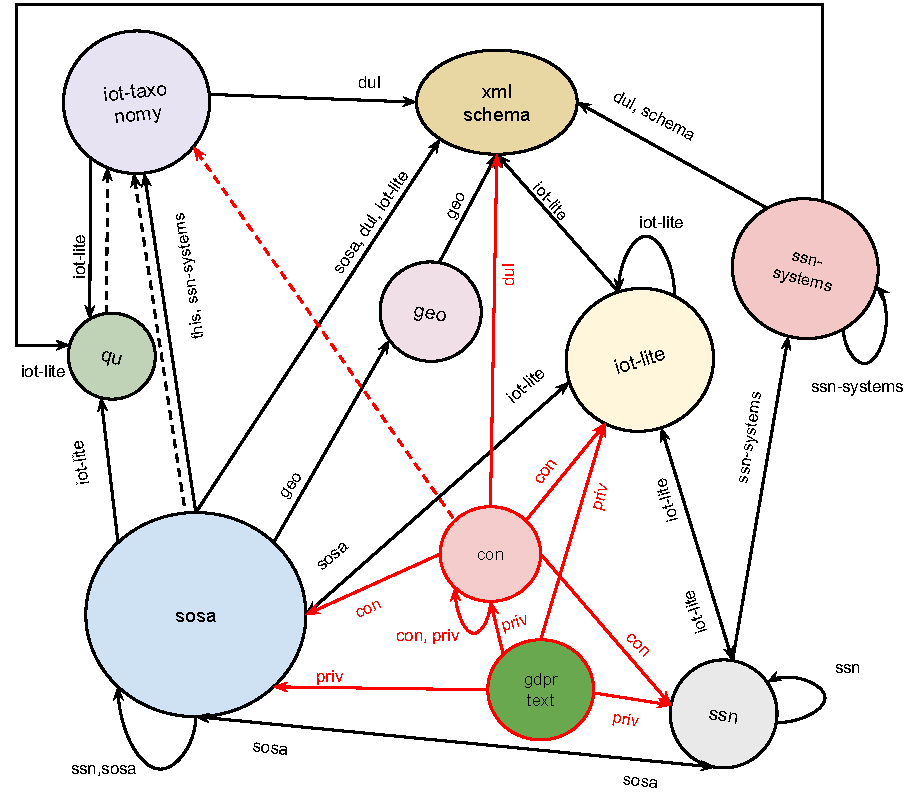 iot-taxo
nomy
dul
xml
schema
dul, schema
iot-lite
sosa, dul, iot-lite
geo
iot-lite
iot-lite
this, ssn-systems
dul
ssn-
systems
geo
qu
iot-lite
iot-lite
iot-lite
ssn-systems
ssn-systems
iot-lite
geo
con
priv
iot-lite
sosa
con
con
iot-lite
sosa
con, priv
priv
con
gdpr
text
priv
priv
ssn
ssn
sosa
ssn,sosa
sosa